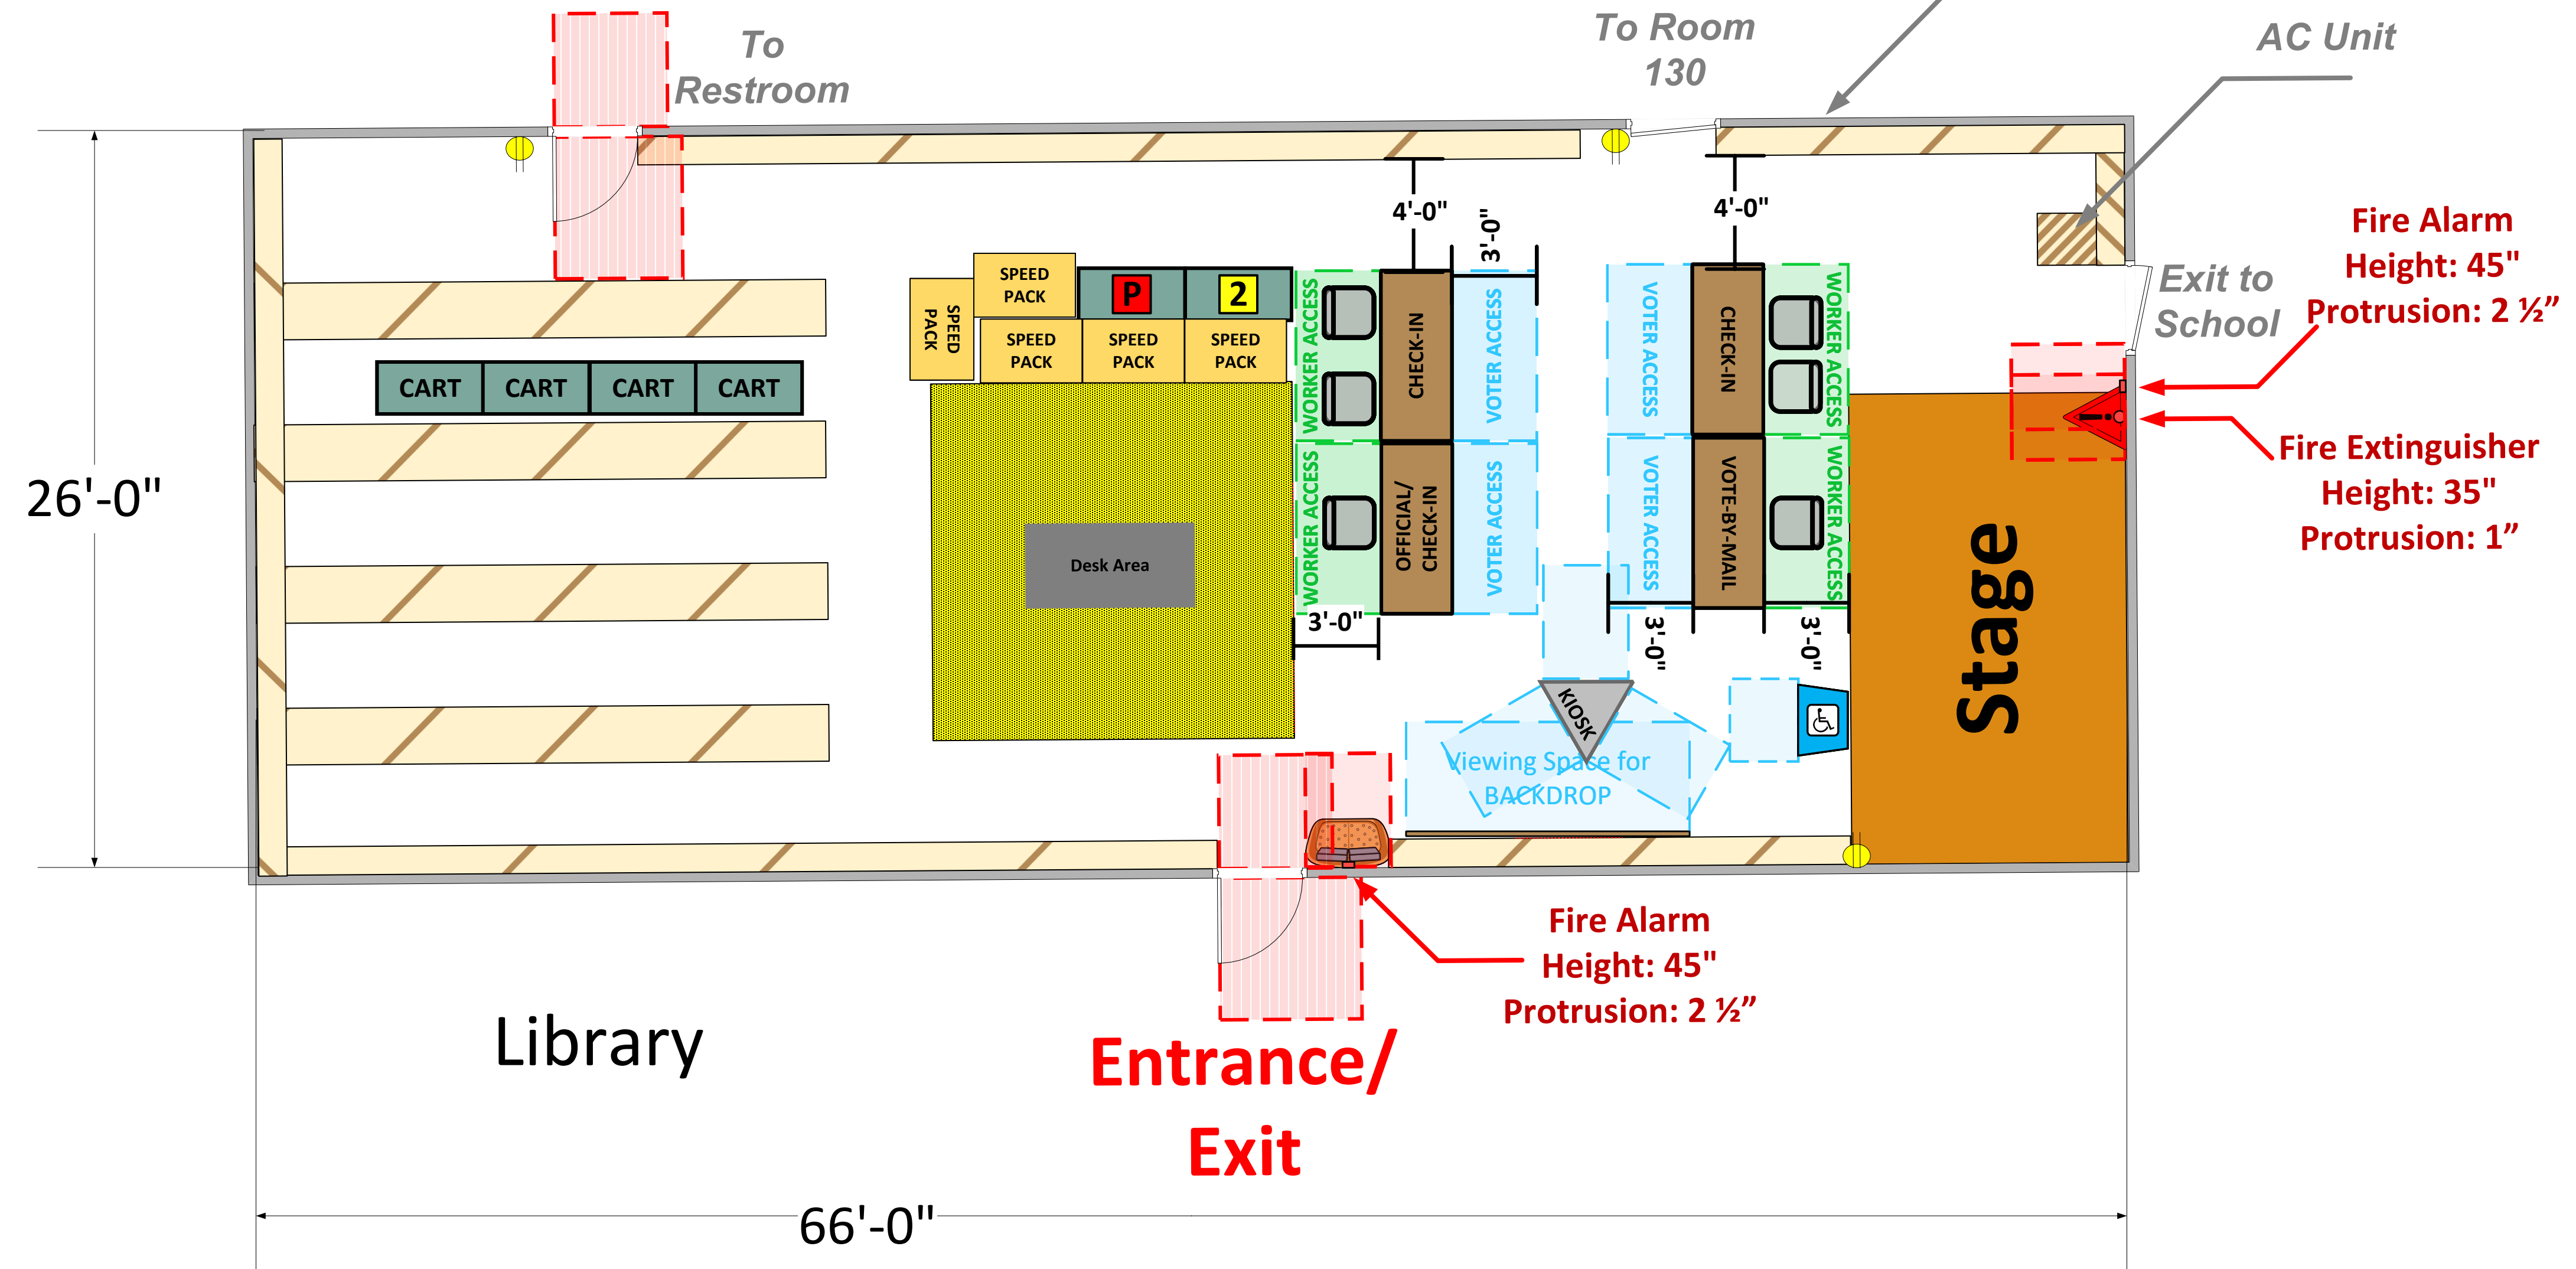 To
Restroom
To Room
130
AC Unit
Fire Alarm
Height: 45"
Protrusion: 2 ½”
Exit to
School
Fire Extinguisher
Height: 35"
Protrusion: 1”
4'-0"
3'-0"
4'-0"
SPEED
PACK
SPEED
PACK
P
2
SPEED
PACK
SPEED
PACK
SPEED
PACK
WORKER ACCESS
CHECK-IN
VOTER ACCESS
VOTER ACCESS
CHECK-IN
WORKER ACCESS
CART
CART
CART
CART
26'-0"
WORKER ACCESS
OFFICIAL/
CHECK-IN
VOTER ACCESS
VOTER ACCESS
VOTE-BY-MAIL
WORKER ACCESS
Desk Area
Stage
3'-0"
3'-0"
3'-0"
KIOSK
Viewing Space for
BACKDROP
Fire Alarm
Height: 45"
Protrusion: 2 ½”
Library
Entrance/
Exit
66'-0"